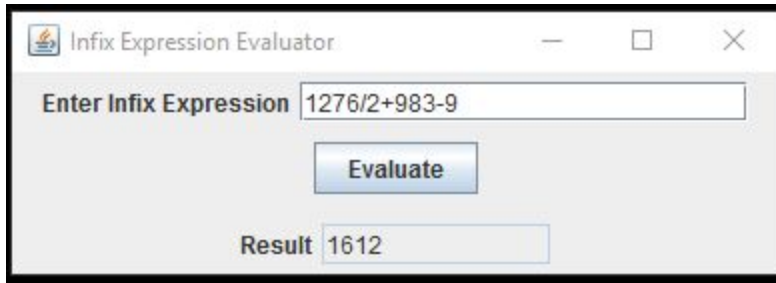 Infix Expression Evaluator
Enter Infix Expression 1276/2+983-9
Evaluate
Result 1612